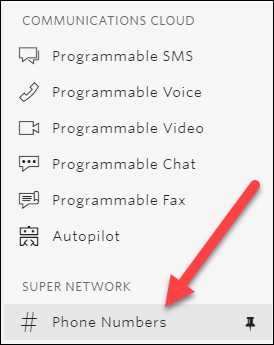 COMMUNICATIONS CLOUD
Programmable SMS
Programmable Voice
Programmable Video
Programmable Chat
Programmable Fax
Autopilot
SUPER NETWORK
# Phone Numbers